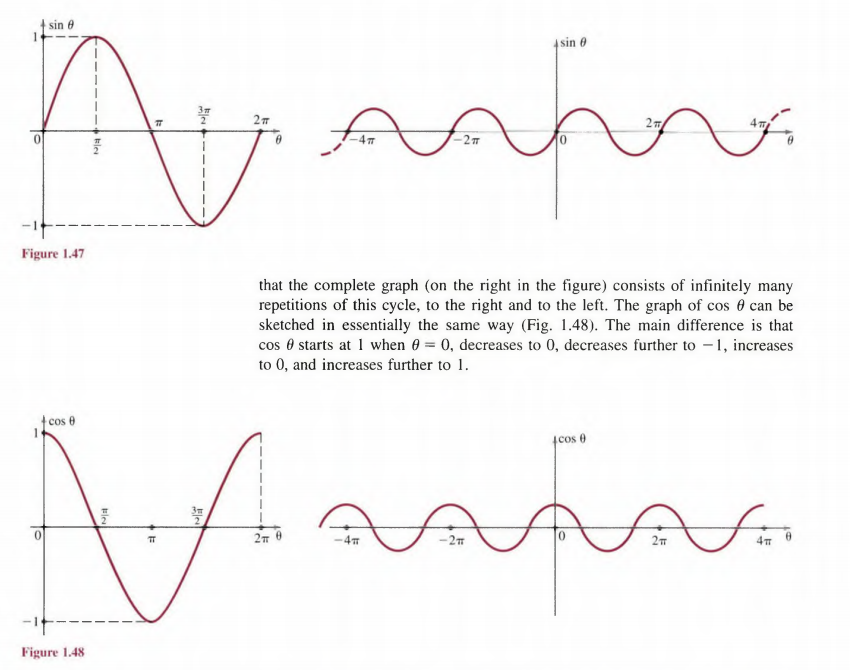 sin θ
1
0
π/2
π
3π/2
2π
θ
−1
Figure 1.47
sin θ
−4π
−2π
0
2π
4π
θ
that the complete graph (on the right in the figure) consists of infinitely many
repetitions of this cycle, to the right and to the left. The graph of cos θ can be
sketched in essentially the same way (Fig. 1.48). The main difference is that
cos θ starts at 1 when θ = 0, decreases to 0, decreases further to −1, increases
to 0, and increases further to 1.
cos θ
1
0
π/2
π
3π/2
2π θ
−1
Figure 1.48
cos θ
−4π
−2π
0
2π
4π θ